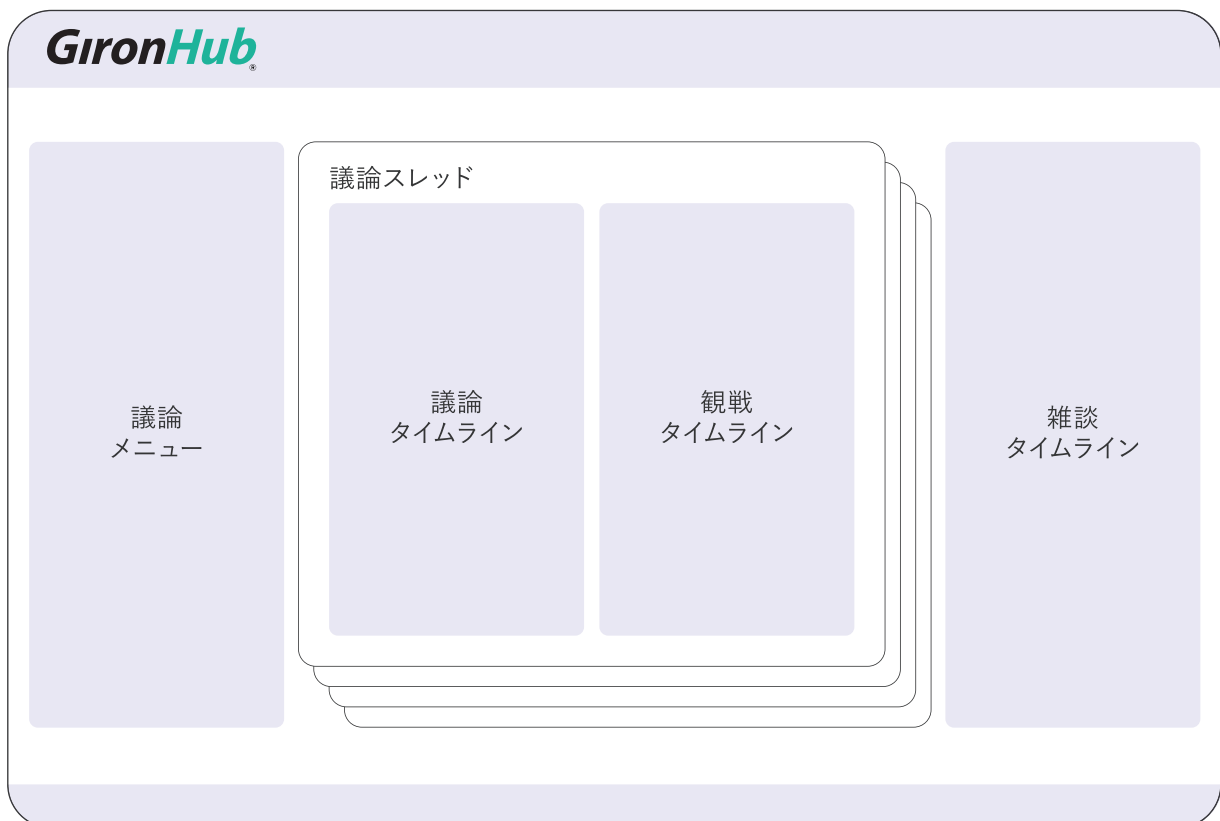 GironHub®
議論スレッド
議論
メニュー
議論
タイムライン
観戦
タイムライン
雑談
タイムライン